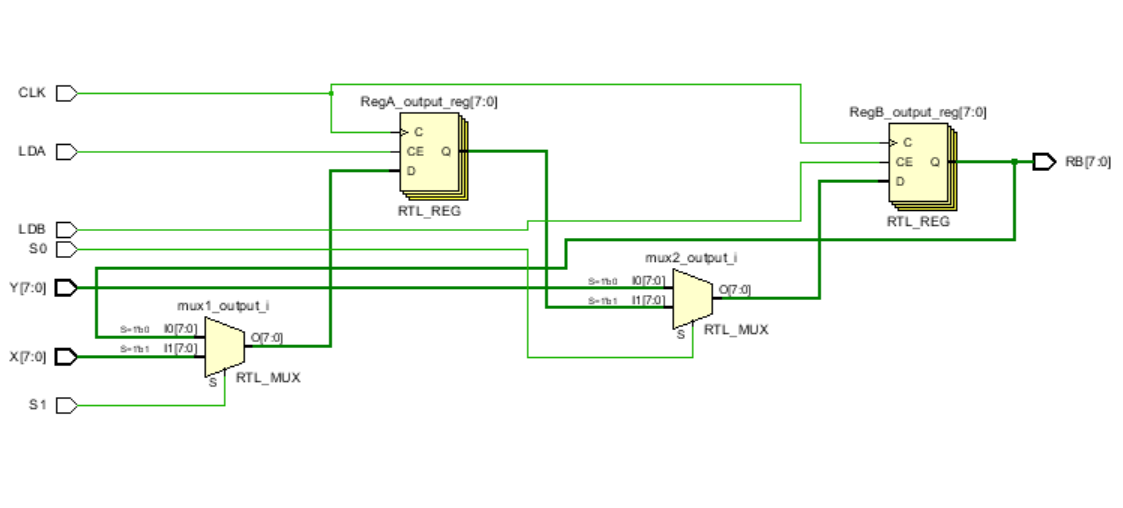 CLK
RegA_output_reg[7:0]
RegB_output_reg[7:0]
C
CE
Q
D
RTL_REG
LDA
C
CE
Q
D
RTL_REG
RB[7:0]
LDB
S0
mux2_output_i
Y[7:0]
S=1'b0
I0[7:0]
S=1'b1
I1[7:0]
O[7:0]
S
RTL_MUX
mux1_output_i
S=1'b0
I0[7:0]
X[7:0]
S=1'b1
I1[7:0]
O[7:0]
S
RTL_MUX
S1